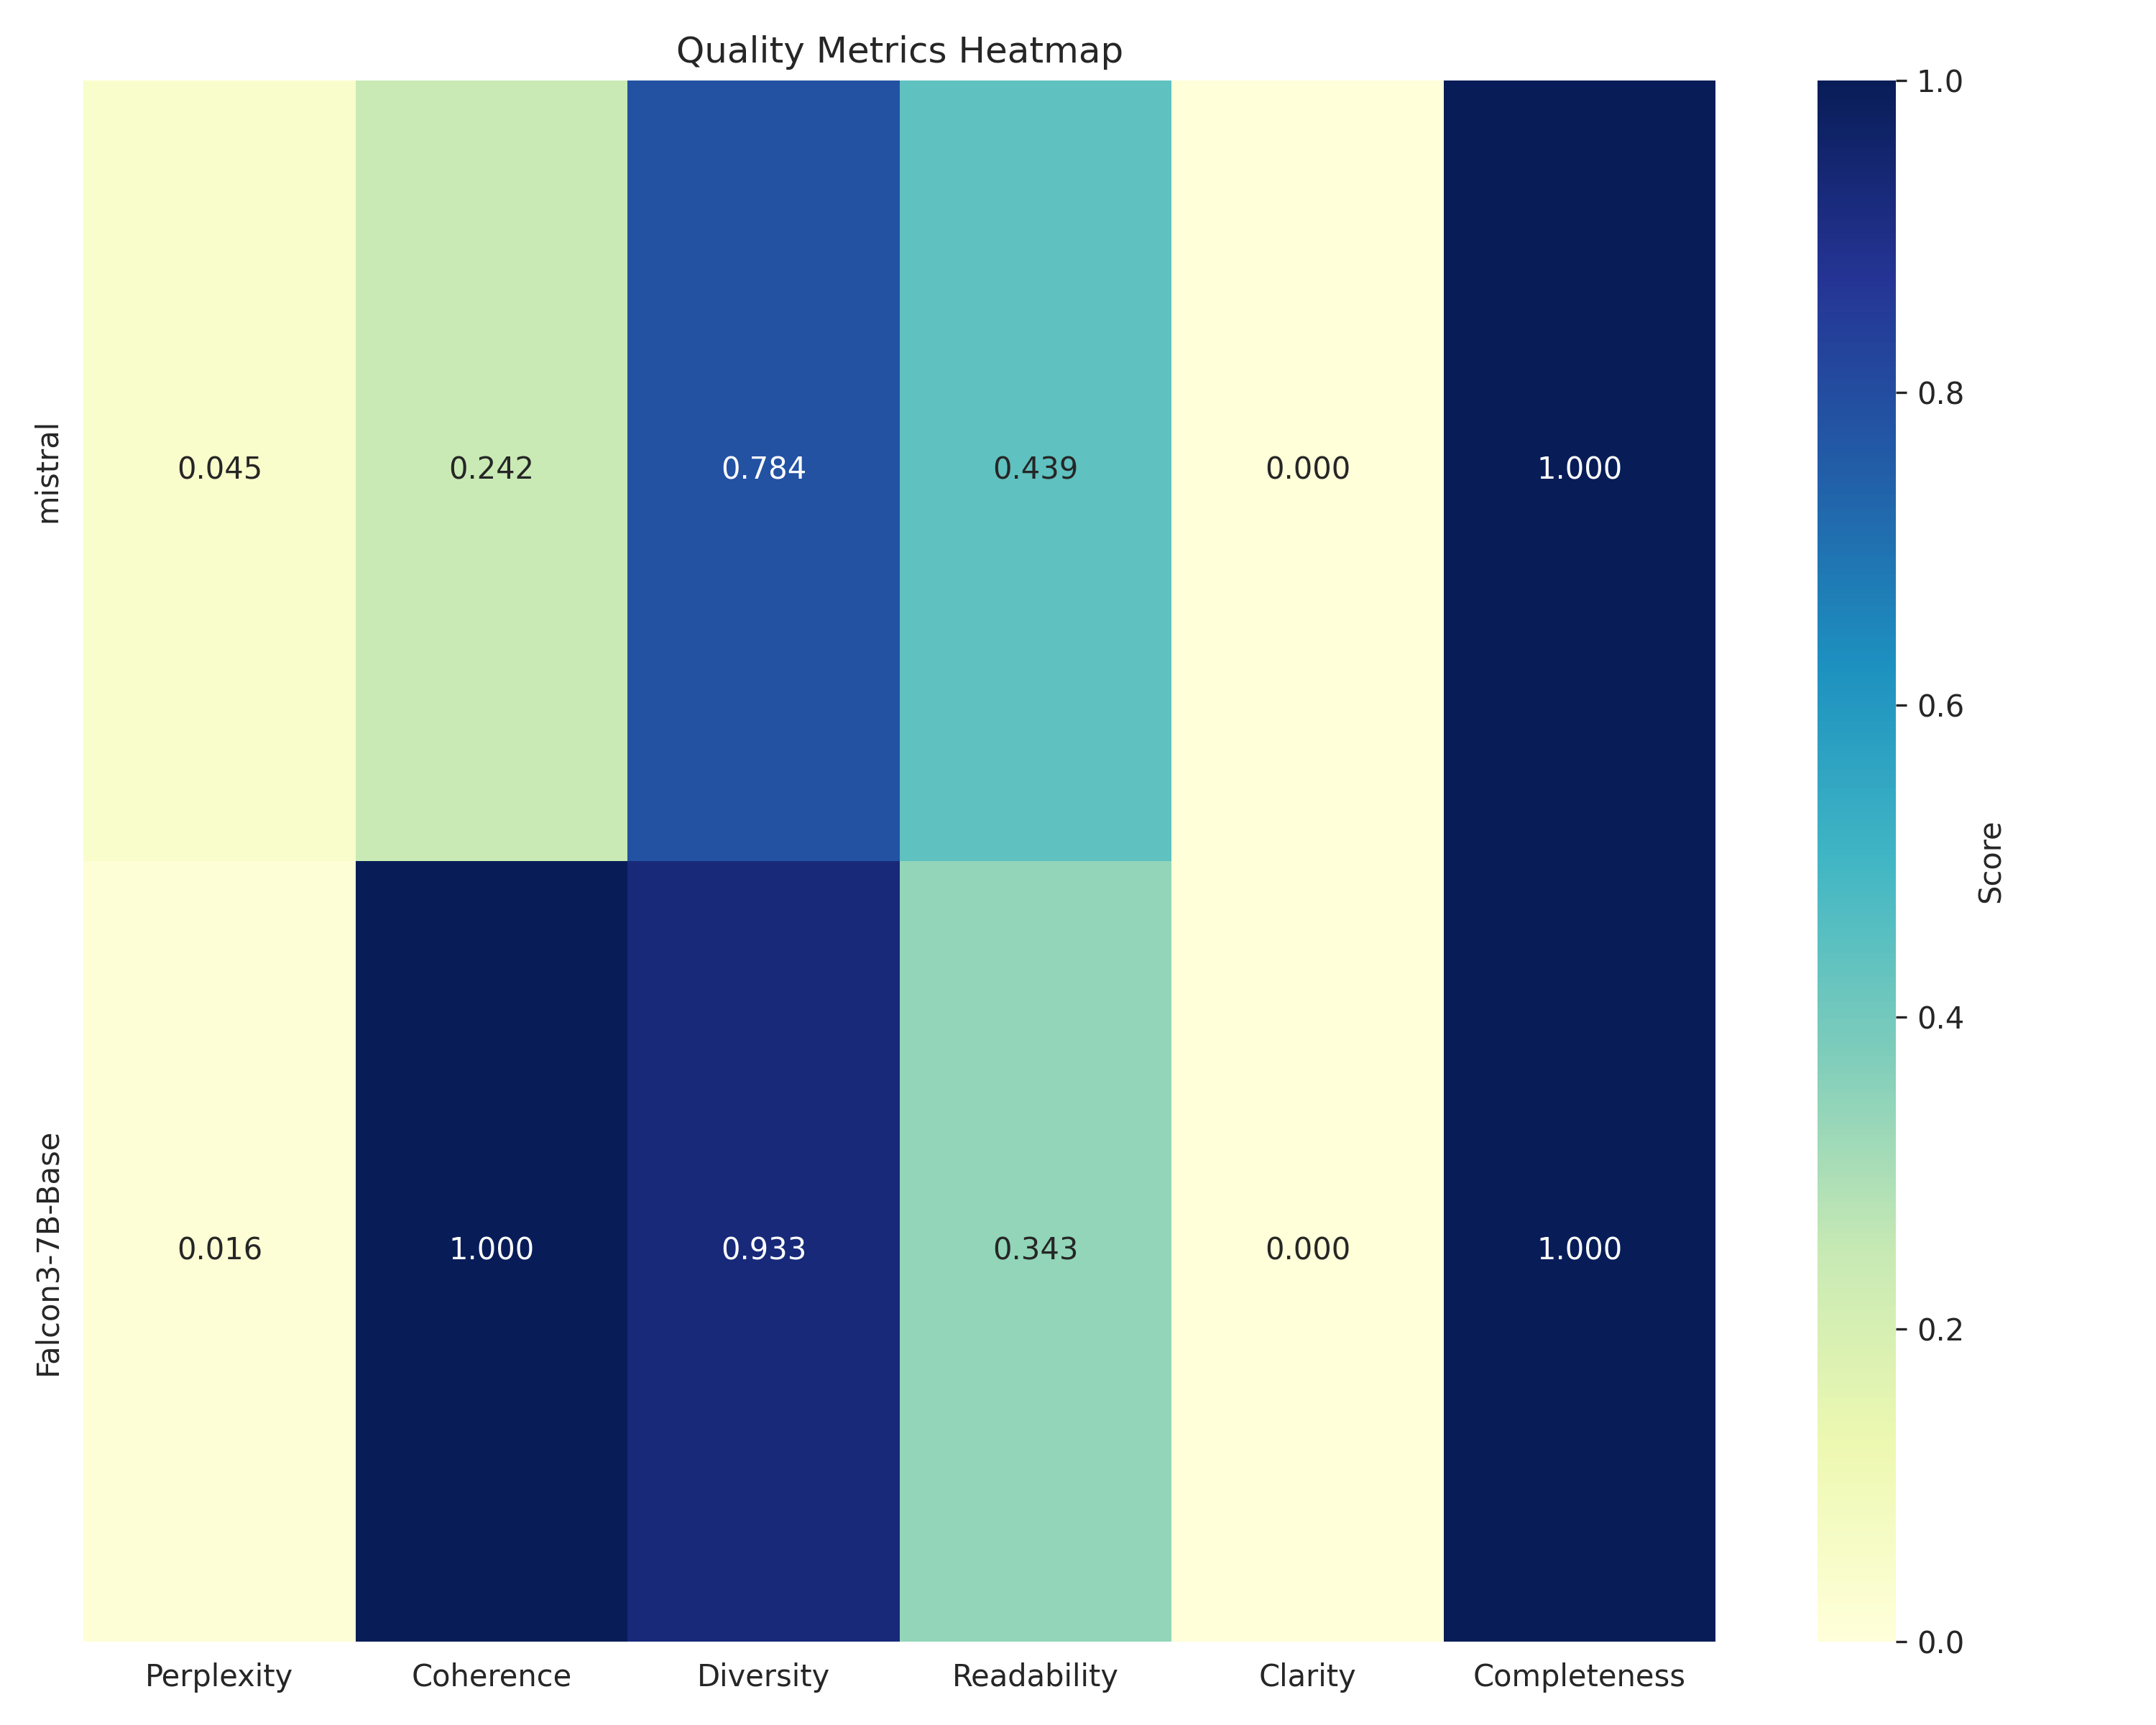 Quality Metrics Heatmap
mistral
0.045 0.242 0.784 0.439 0.000 1.000
Falcon3-7B-Base
0.016 1.000 0.933 0.343 0.000 1.000
Perplexity Coherence Diversity Readability Clarity Completeness
1.0
0.8
0.6
0.4
0.2
0.0
Score